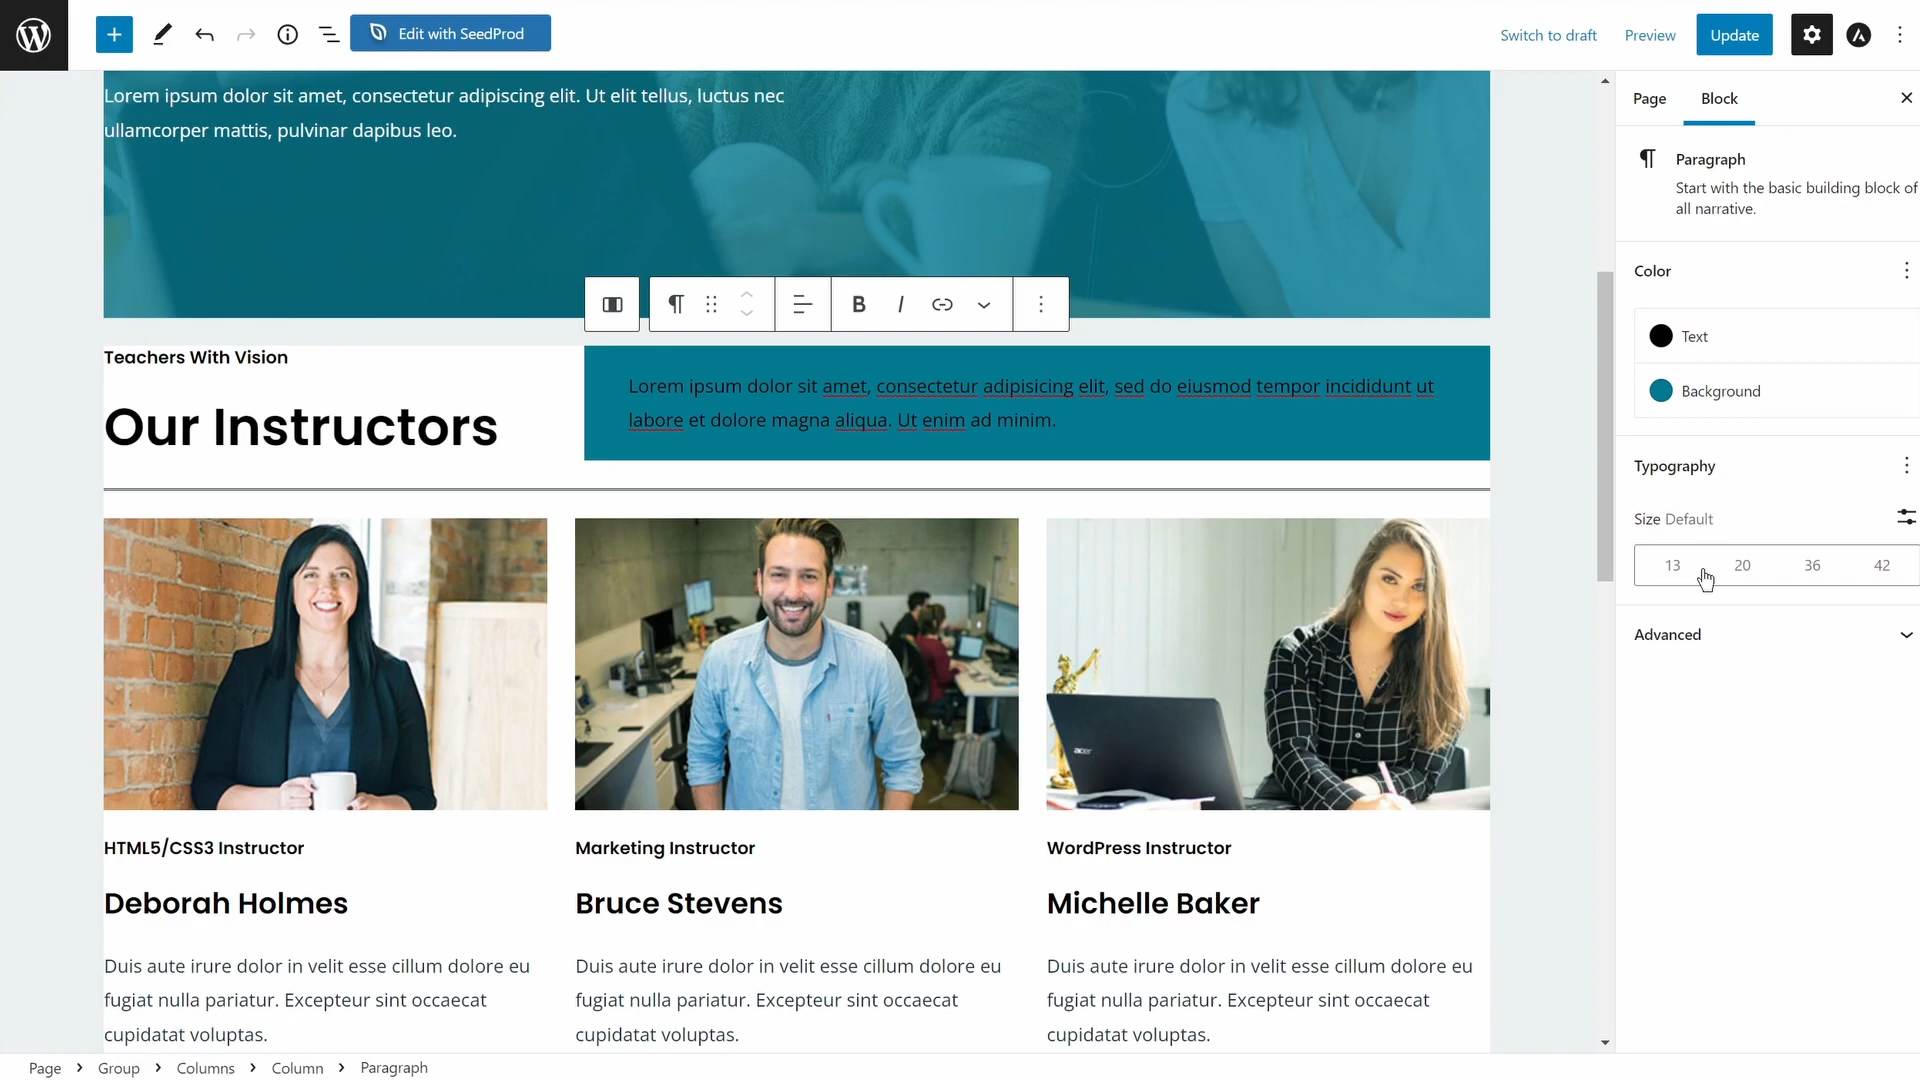 Edit with SeedProd
Switch to draft
Preview
Update
Lorem ipsum dolor sit amet, consectetur adipiscing elit. Ut elit tellus, luctus nec
ullamcorper mattis, pulvinar dapibus leo.
Teachers With Vision
Our Instructors
Lorem ipsum dolor sit amet, consectetur adipisicing elit, sed do eiusmod tempor incididunt ut
labore et dolore magna aliqua. Ut enim ad minim.
acer
HTML5/CSS3 Instructor
Deborah Holmes
Duis aute irure dolor in velit esse cillum dolore eu
fugiat nulla pariatur. Excepteur sint occaecat
cupidatat voluptas.
Marketing Instructor
Bruce Stevens
Duis aute irure dolor in velit esse cillum dolore eu
fugiat nulla pariatur. Excepteur sint occaecat
cupidatat voluptas.
WordPress Instructor
Michelle Baker
Duis aute irure dolor in velit esse cillum dolore eu
fugiat nulla pariatur. Excepteur sint occaecat
cupidatat voluptas.
Page
Block
Paragraph
Start with the basic building block of
all narrative.
Color
Text
Background
Typography
Size Default
13 20 36 42
Advanced
Page > Group > Columns > Column > Paragraph